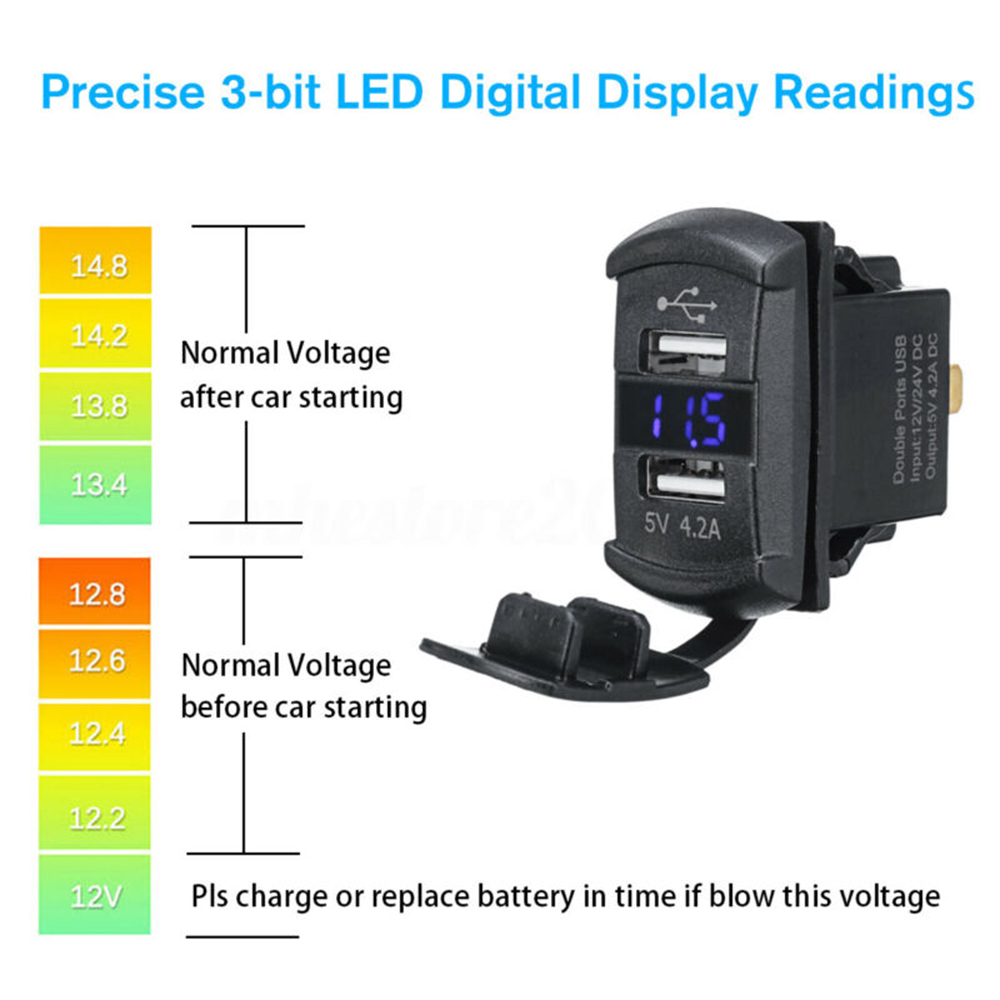 Precise 3-bit LED Digital Display Readings
14.8
14.2
13.8
13.4
Normal Voltage
after car starting
12.8
12.6
12.4
12.2
12V
Normal Voltage
before car starting
Pls charge or replace battery in time if blow this voltage
11.5
5V 4.2A
Double Ports USB
Input:12V/24V DC
Output:5V 4.2A DC